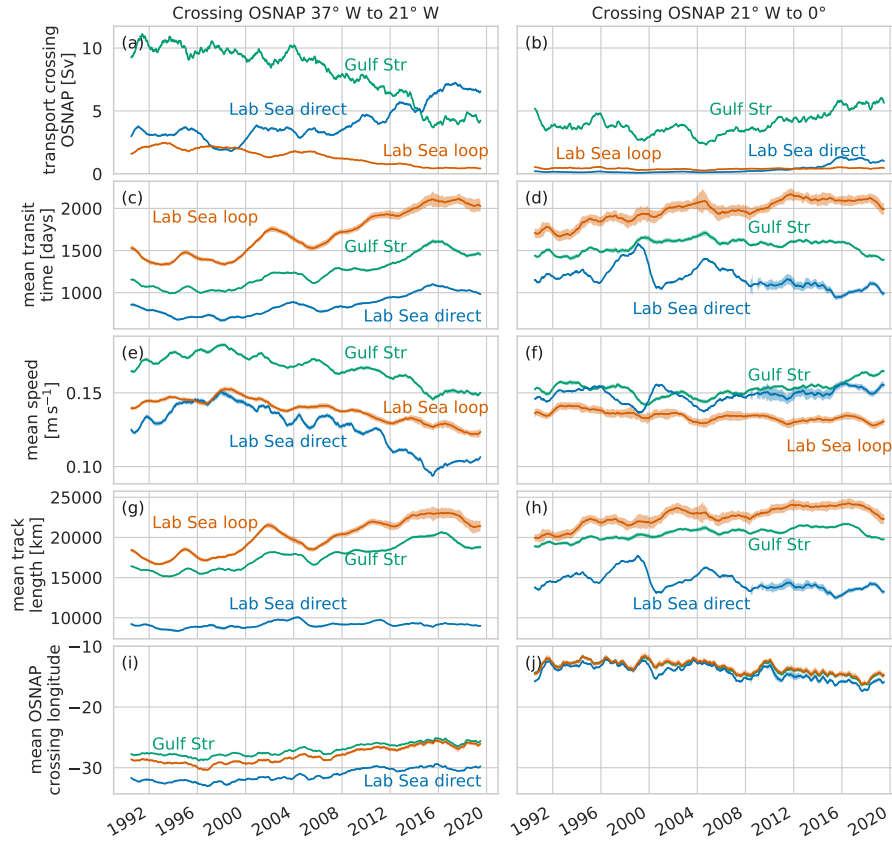 Crossing OSNAP 37° W to 21° W
Crossing OSNAP 21° W to 0°
transport crossing
OSNAP [Sv]
10
5
0
(a)
Gulf Str
Lab Sea direct
Lab Sea loop
(b)
Gulf Str
Lab Sea loop
Lab Sea direct
mean transit
time [days]
2000
1500
1000
(c)
Lab Sea loop
Gulf Str
Lab Sea direct
(d)
Gulf Str
Lab Sea direct
mean speed
[m s⁻¹]
0.15
0.10
(e)
Gulf Str
Lab Sea loop
Lab Sea direct
(f)
Gulf Str
Lab Sea loop
mean track
length [km]
25000
20000
15000
10000
(g)
Lab Sea loop
Gulf Str
Lab Sea direct
(h)
Gulf Str
Lab Sea direct
mean OSNAP
crossing longitude
−10
−20
−30
(i)
Gulf Str
Lab Sea direct
(j)
1992 1996 2000 2004 2008 2012 2016 2020
1992 1996 2000 2004 2008 2012 2016 2020